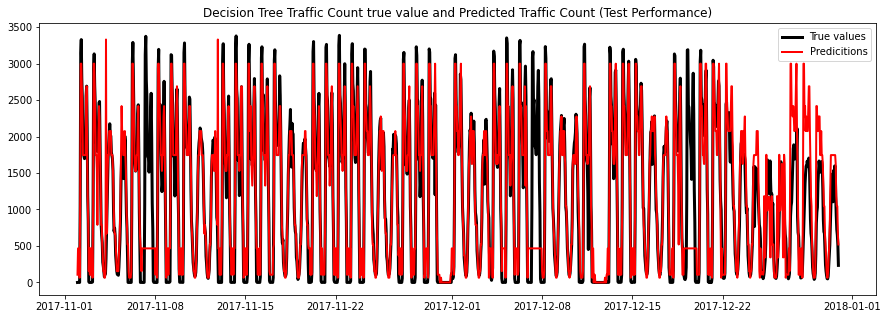 Decision Tree Traffic Count true value and Predicted Traffic Count (Test Performance)
3500
3000
2500
2000
1500
1000
500
0
True values
Predicitions
2017-11-01 2017-11-08 2017-11-15 2017-11-22 2017-12-01 2017-12-08 2017-12-15 2017-12-22 2018-01-01